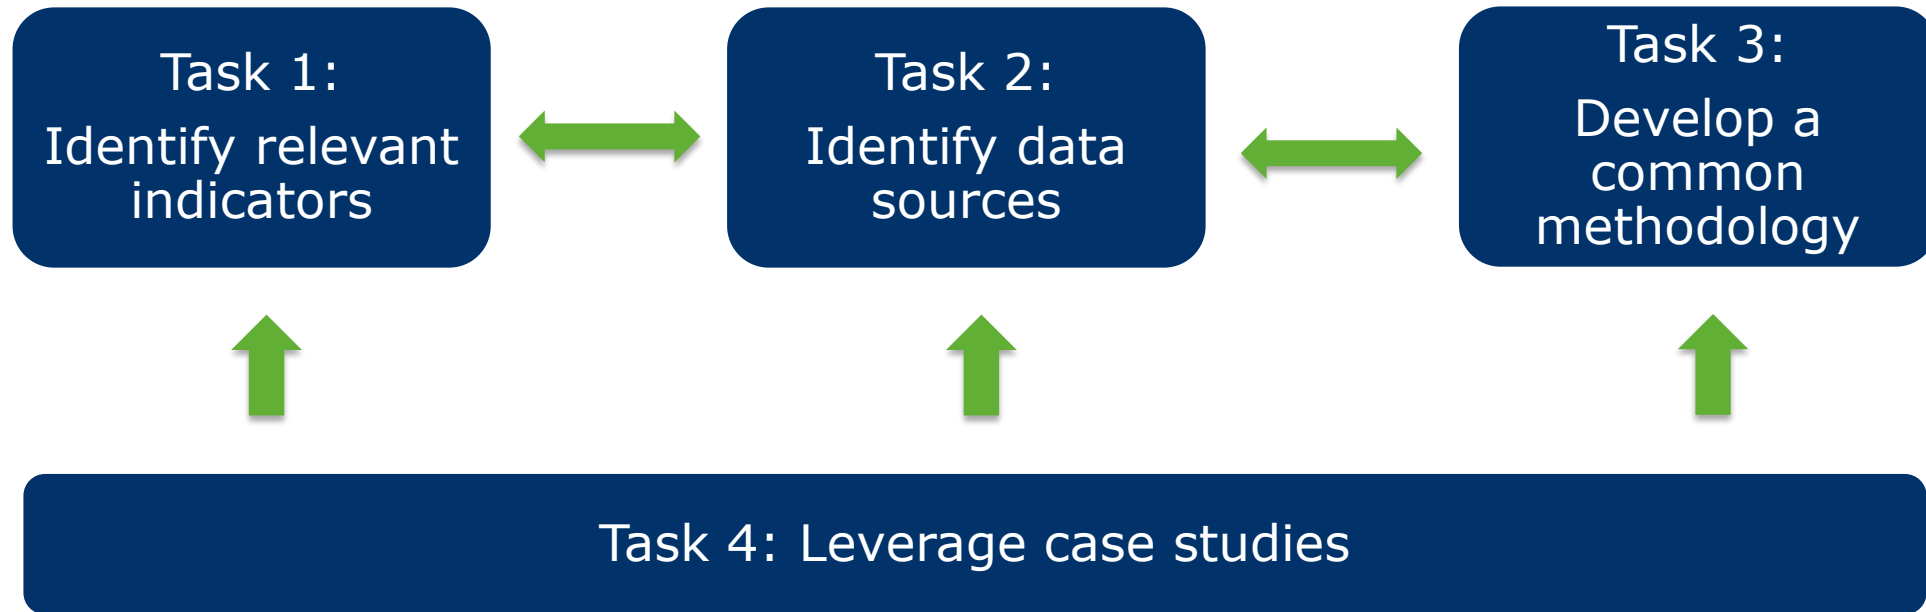 Task 1:
Identify relevant
indicators
Task 2:
Identify data
sources
Task 3:
Develop a
common
methodology
Task 4: Leverage case studies